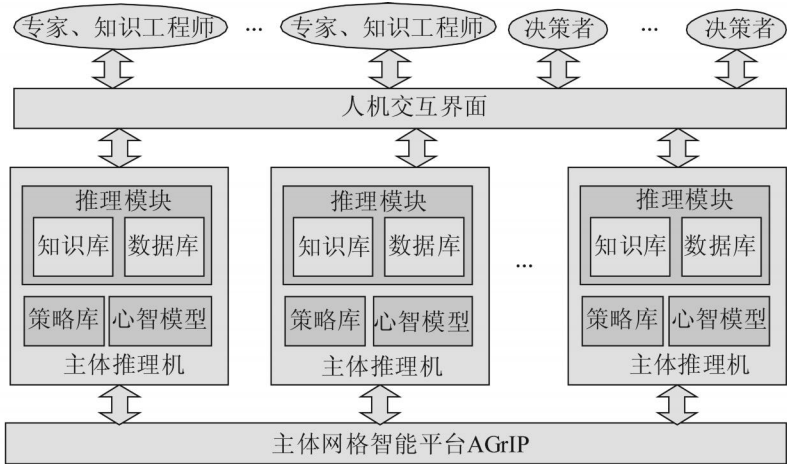 专家、知识工程师 ... 专家、知识工程师 决策者 ... 决策者
人机交互界面
推理模块 推理模块 推理模块
知识库 数据库 知识库 数据库 ... 知识库 数据库
策略库 心智模型 策略库 心智模型 策略库 心智模型
主体推理机 主体推理机 主体推理机
主体网格智能平台AGrIP